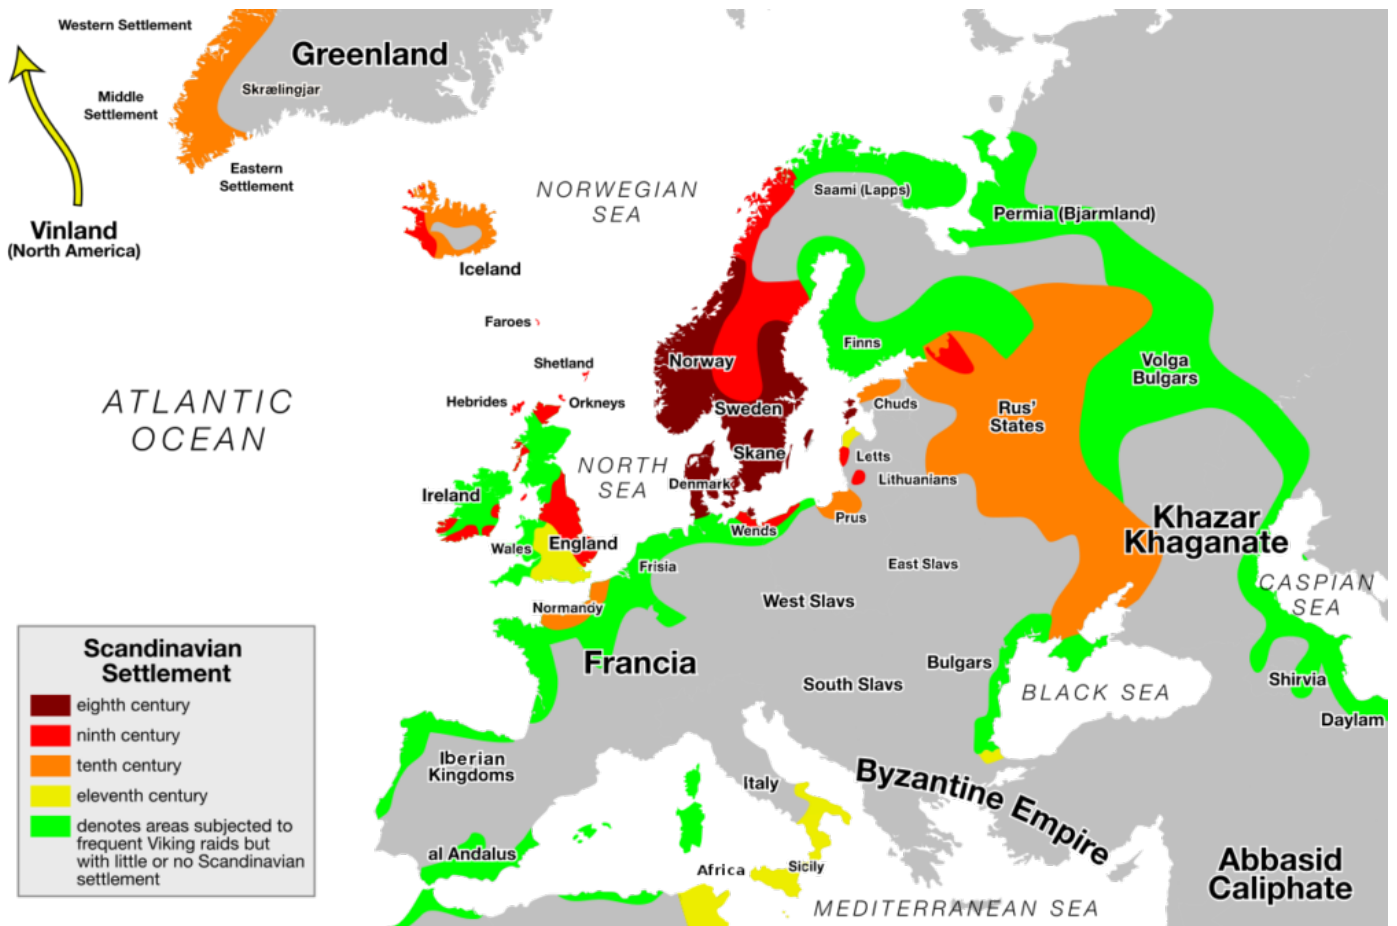 Western Settlement
Greenland
Middle
Settlement
Skrælingjar
Eastern
Settlement
Vinland
(North America)
NORWEGIAN
SEA
Saami (Lapps)
Permia (Bjarmland)
Iceland
Faroes
Shetland
Hebrides
Orkneys
Norway
Finns
Volga
Bulgars
ATLANTIC
OCEAN
Sweden
Chuds
Rus'
States
Skane
NORTH
SEA
Denmark
Letts
Lithuanians
Ireland
Prus
Wends
Khazar
Khaganate
Wales
England
Frisia
East Slavs
CASPIAN
SEA
Normandy
West Slavs
Francia
Bulgars
South Slavs
BLACK SEA
Shirvia
Daylam
Scandinavian
Settlement
eighth century
ninth century
tenth century
eleventh century
denotes areas subjected to
frequent Viking raids but
with little or no Scandinavian
settlement
Iberian
Kingdoms
Italy
Byzantine Empire
al Andalus
Africa
Sicily
Abbasid
Caliphate
MEDITERRANEAN SEA